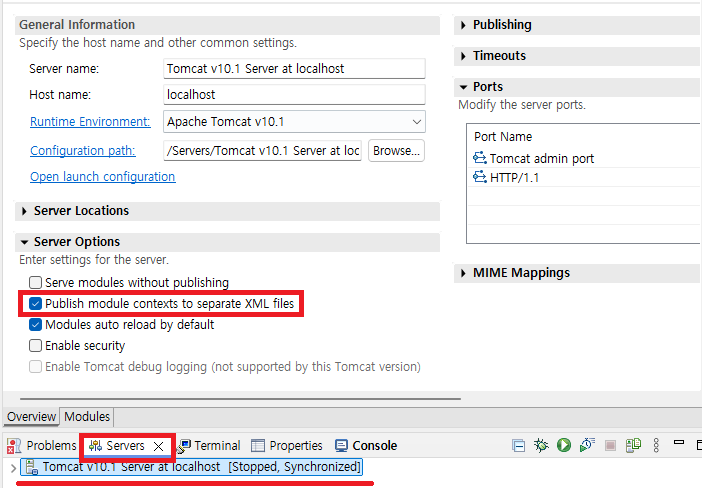 General Information
Specify the host name and other common settings.
Server name:
Tomcat v10.1 Server at localhost
Host name:
localhost
Runtime Environment:
Apache Tomcat v10.1
Configuration path:
/Servers/Tomcat v10.1 Server at loc
Browse...
Open launch configuration
Server Locations
Server Options
Enter settings for the server.
Serve modules without publishing
Publish module contexts to separate XML files
Modules auto reload by default
Enable security
Enable Tomcat debug logging (not supported by this Tomcat version)
Publishing
Timeouts
Ports
Modify the server ports.
Port Name
Tomcat admin port
HTTP/1.1
MIME Mappings
Overview Modules
Problems Servers Terminal Properties Console
Tomcat v10.1 Server at localhost [Stopped, Synchronized]